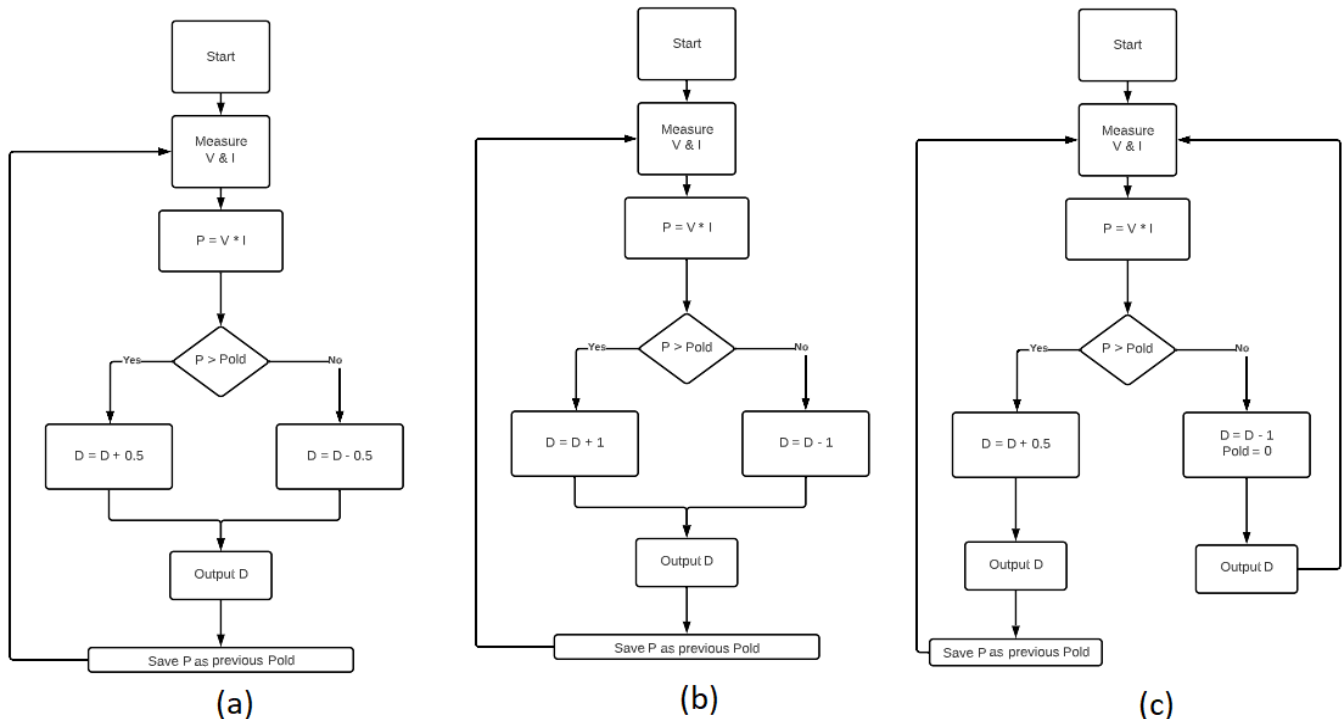 Start
Measure
V & I
P = V * I
P > Pold
Yes
No
D = D + 0.5
D = D - 0.5
Output D
Save P as previous Pold
(a)
Start
Measure
V & I
P = V * I
P > Pold
Yes
No
D = D + 1
D = D - 1
Output D
Save P as previous Pold
(b)
Start
Measure
V & I
P = V * I
P > Pold
Yes
No
D = D + 0.5
D = D - 1
Pold = 0
Output D
Output D
Save P as previous Pold
(c)